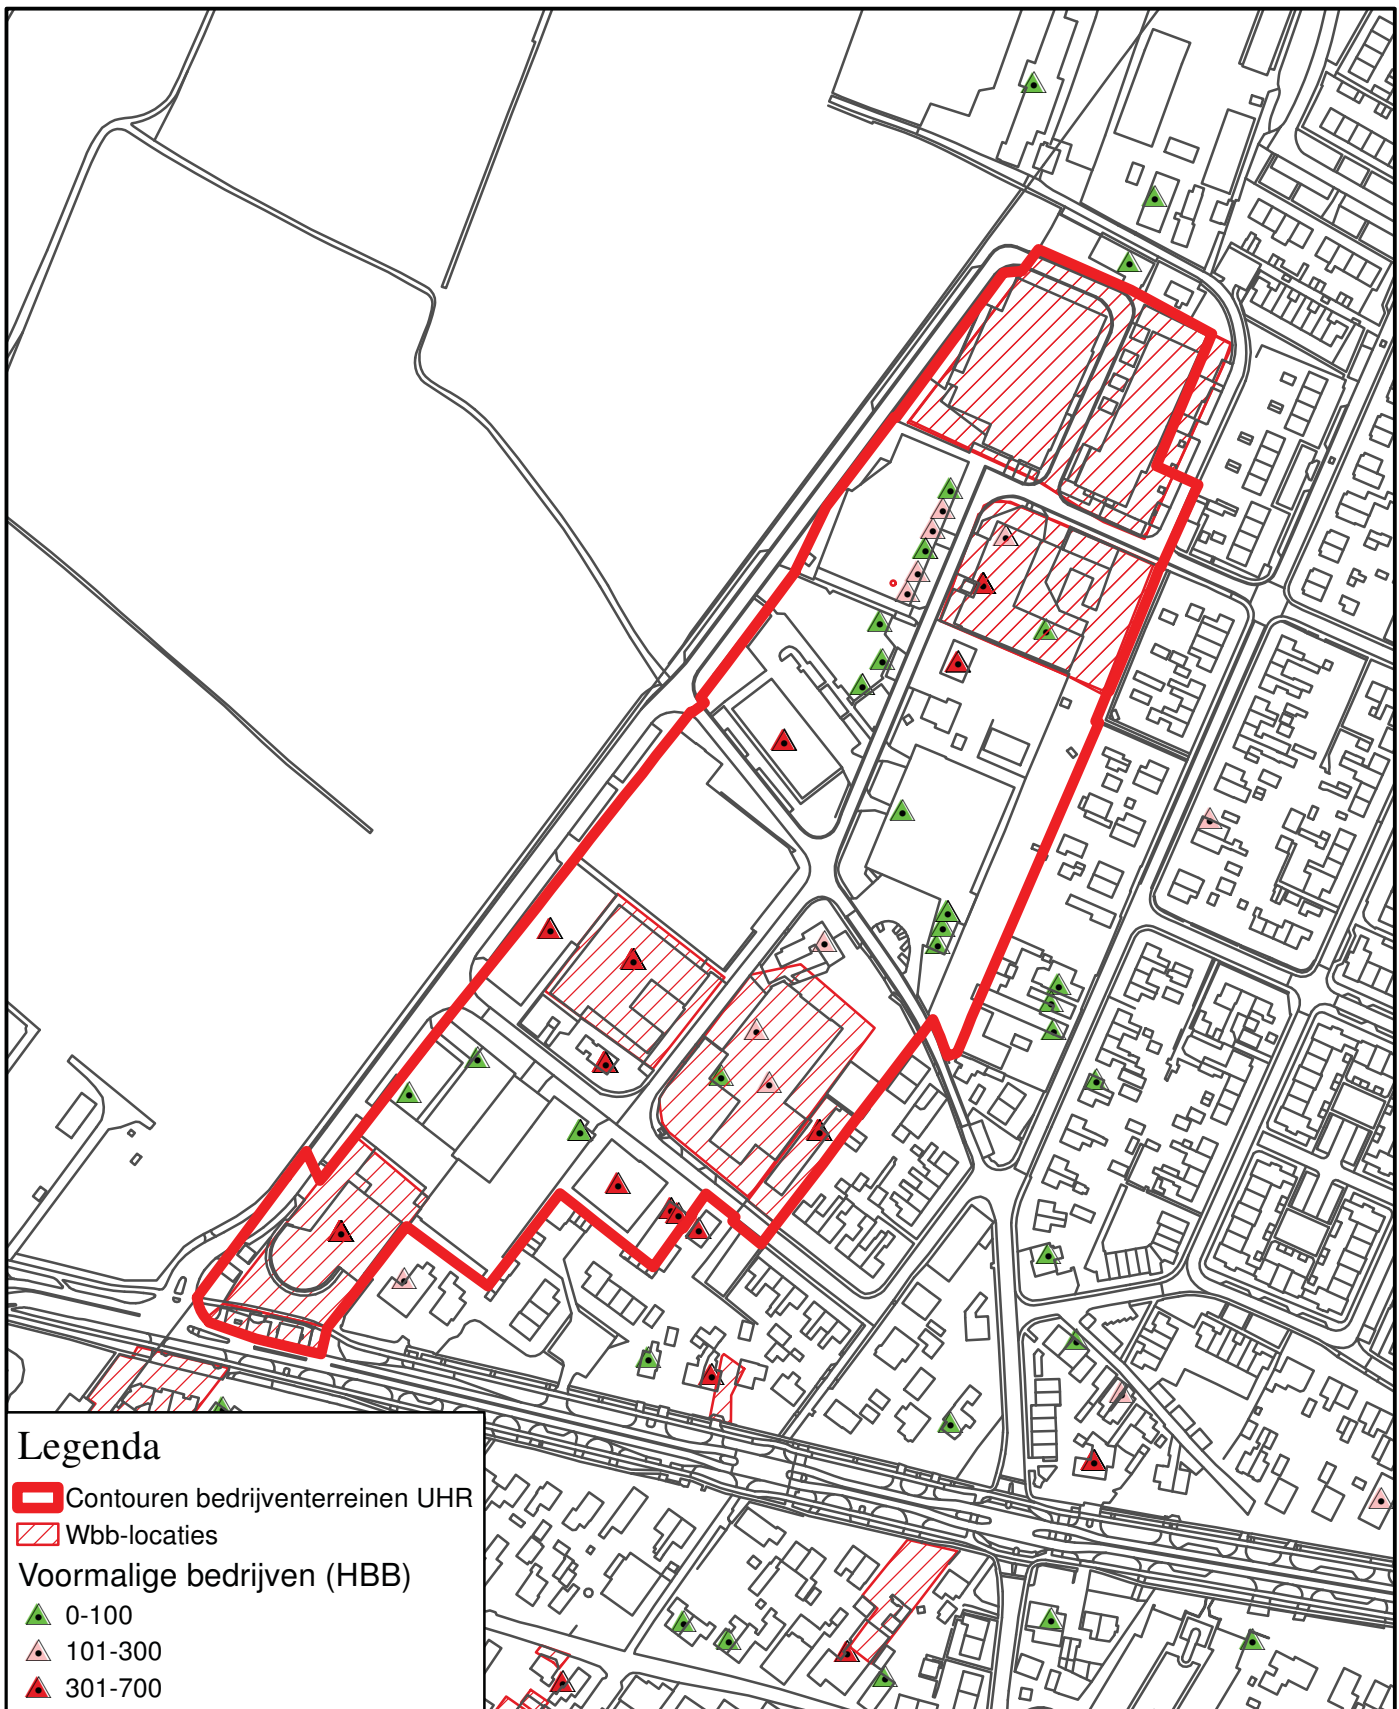 Legenda
Contouren bedrijventerreinen UHR
Wbb-locaties
Voormalige bedrijven (HBB)
0-100
101-300
301-700